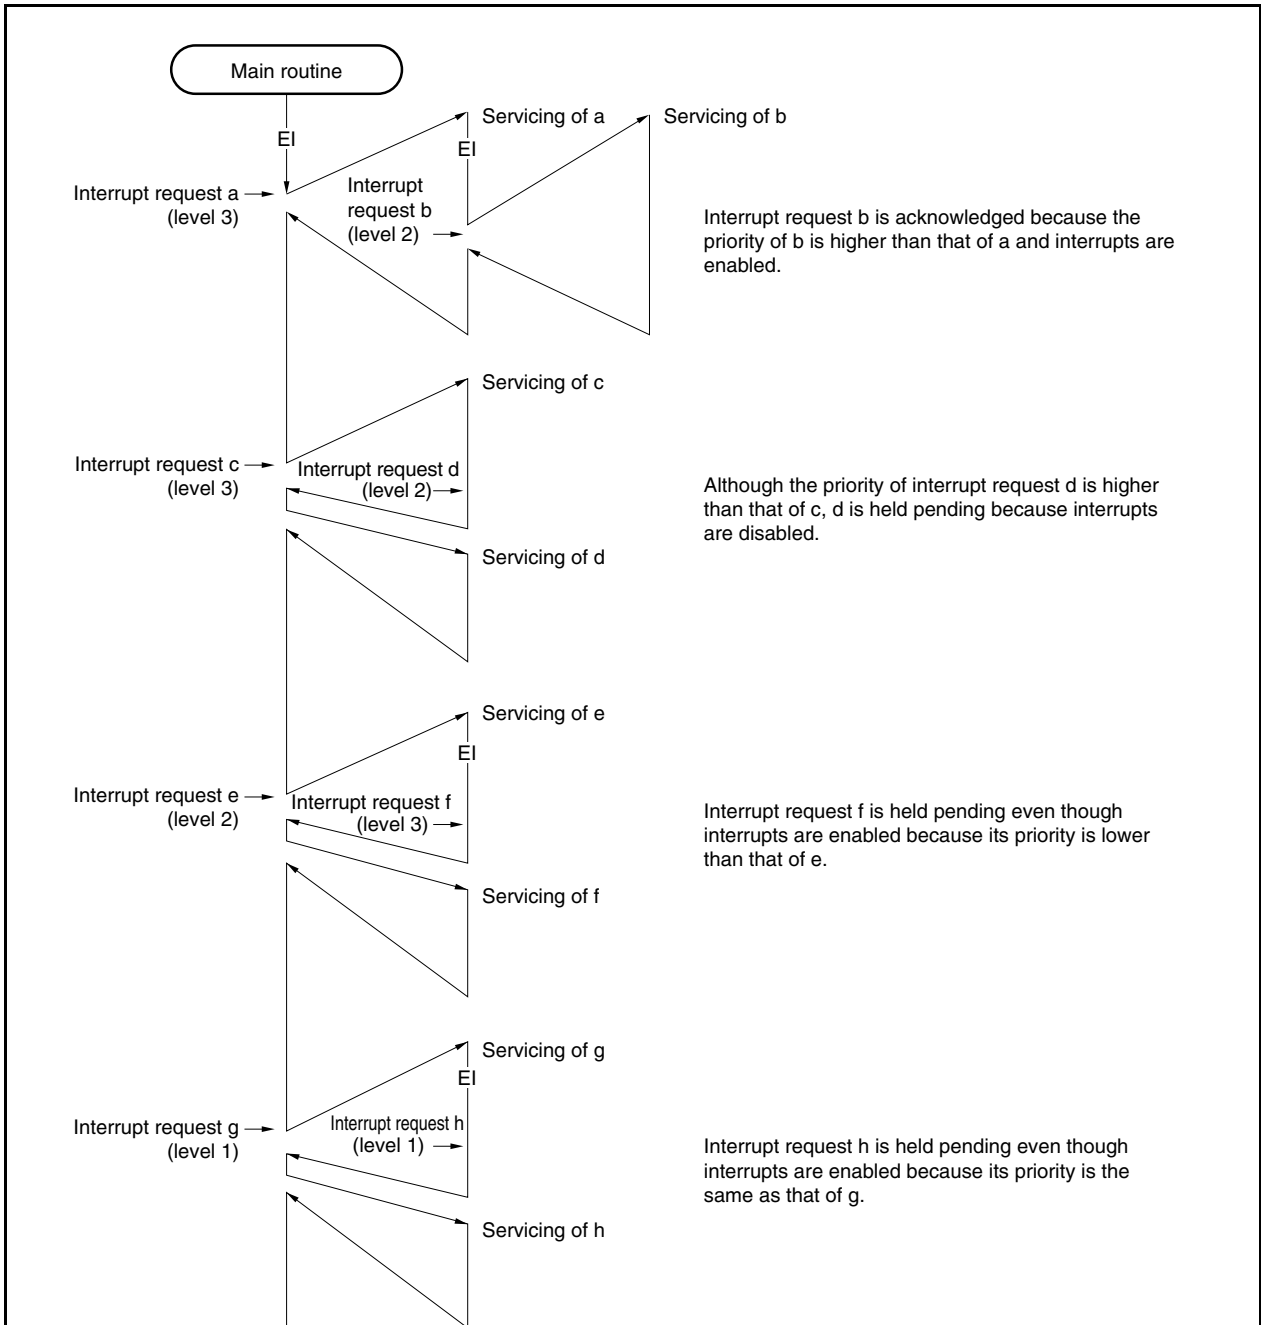 Main routine
EI
Servicing of a
Servicing of b
EI
Interrupt request a
(level 3)
Interrupt
request b
(level 2)
Interrupt request b is acknowledged because the
priority of b is higher than that of a and interrupts are
enabled.
Servicing of c
Interrupt request c
(level 3)
Interrupt request d
(level 2)
Although the priority of interrupt request d is higher
than that of c, d is held pending because interrupts
are disabled.
Servicing of d
Servicing of e
EI
Interrupt request e
(level 2)
Interrupt request f
(level 3)
Interrupt request f is held pending even though
interrupts are enabled because its priority is lower
than that of e.
Servicing of f
Servicing of g
EI
Interrupt request g
(level 1)
Interrupt request h
(level 1)
Interrupt request h is held pending even though
interrupts are enabled because its priority is the
same as that of g.
Servicing of h